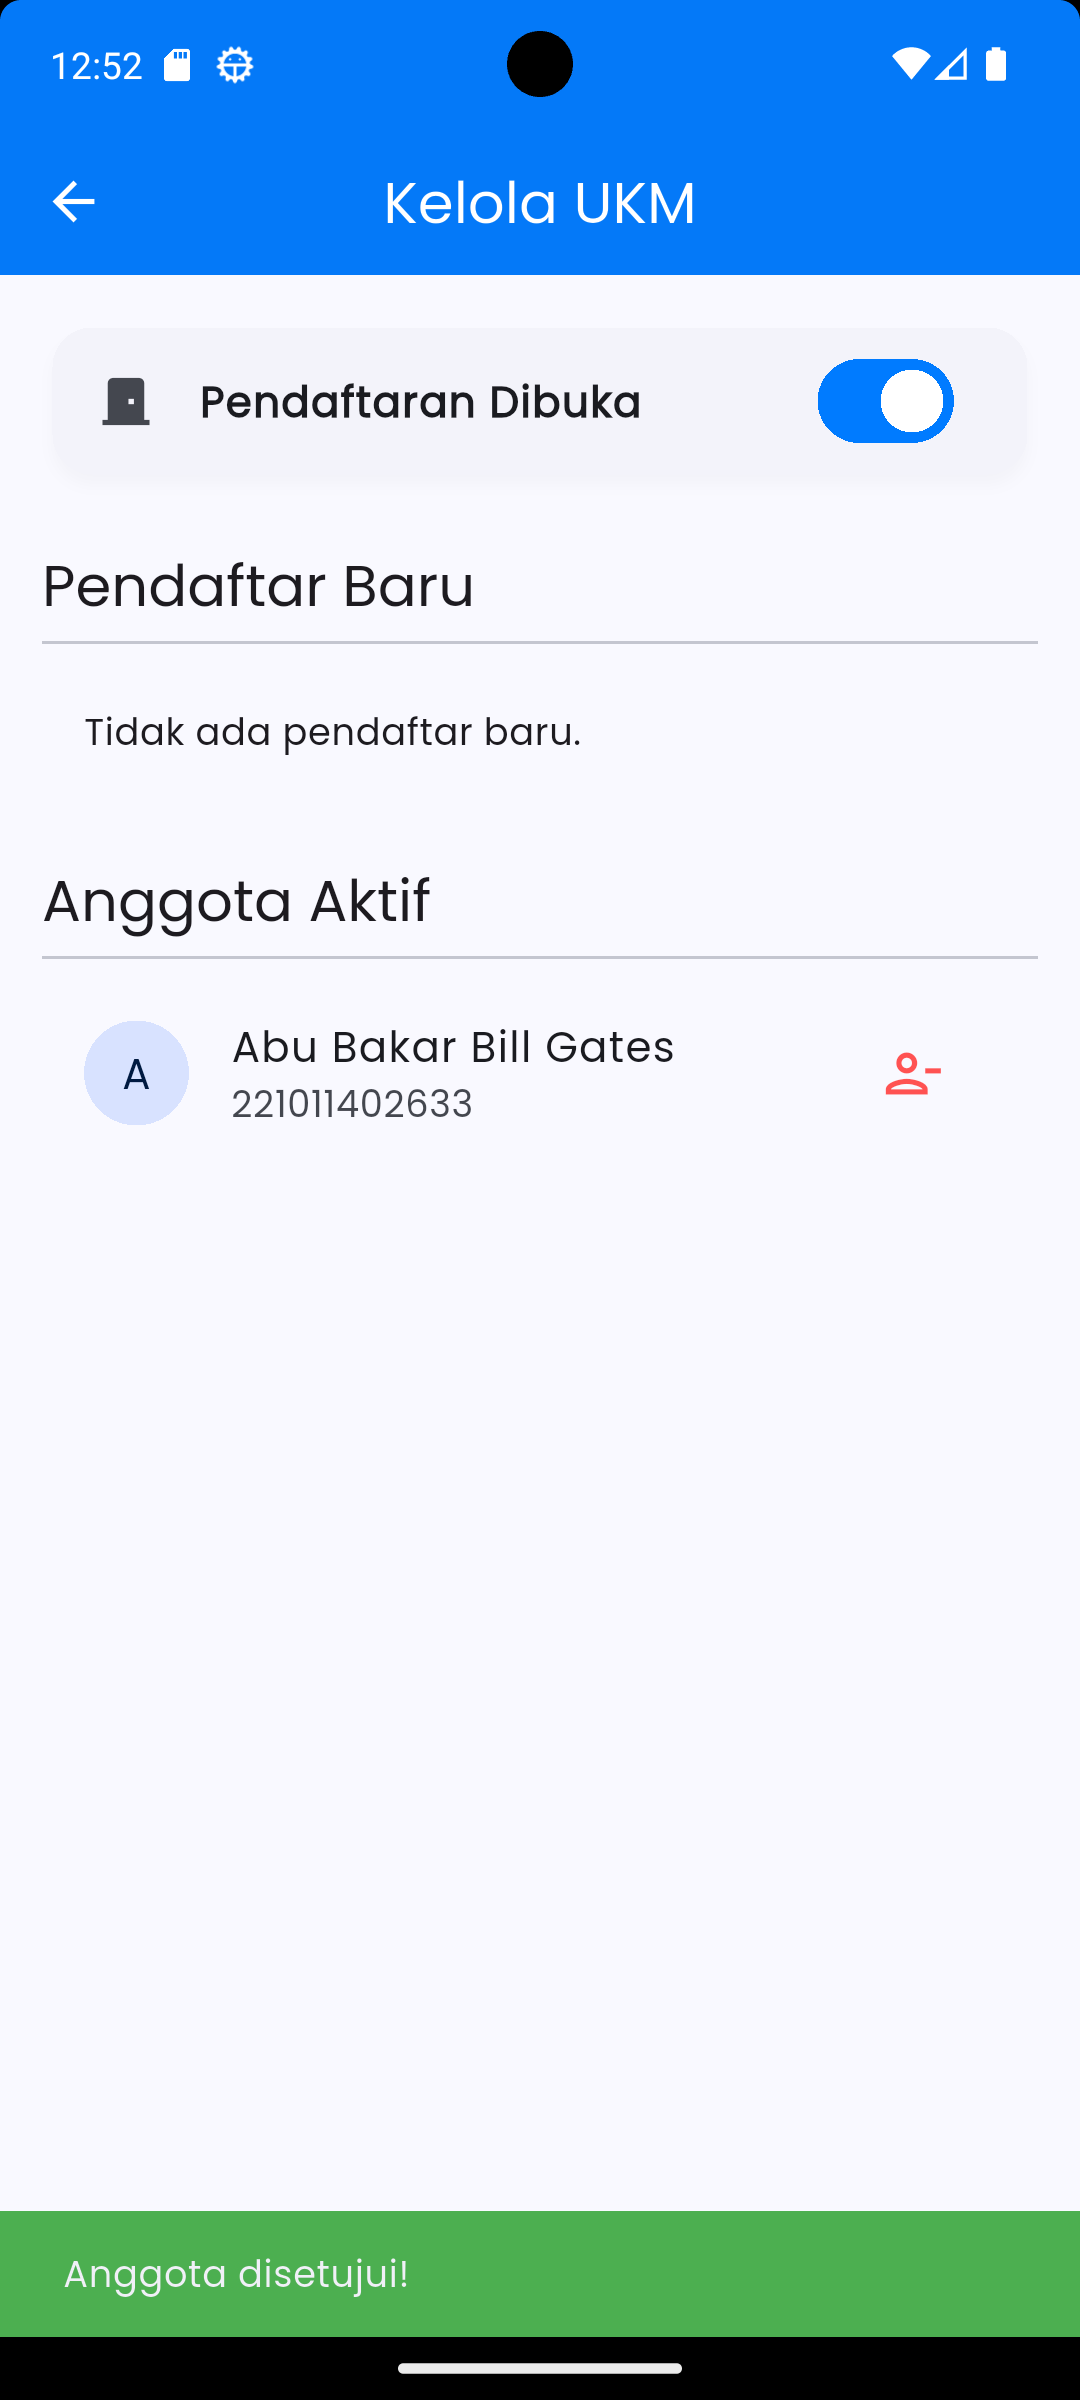 12:52
Kelola UKM
Pendaftaran Dibuka
Pendaftar Baru
Tidak ada pendaftar baru.
Anggota Aktif
A
Abu Bakar Bill Gates
221011402633
Anggota disetujui!